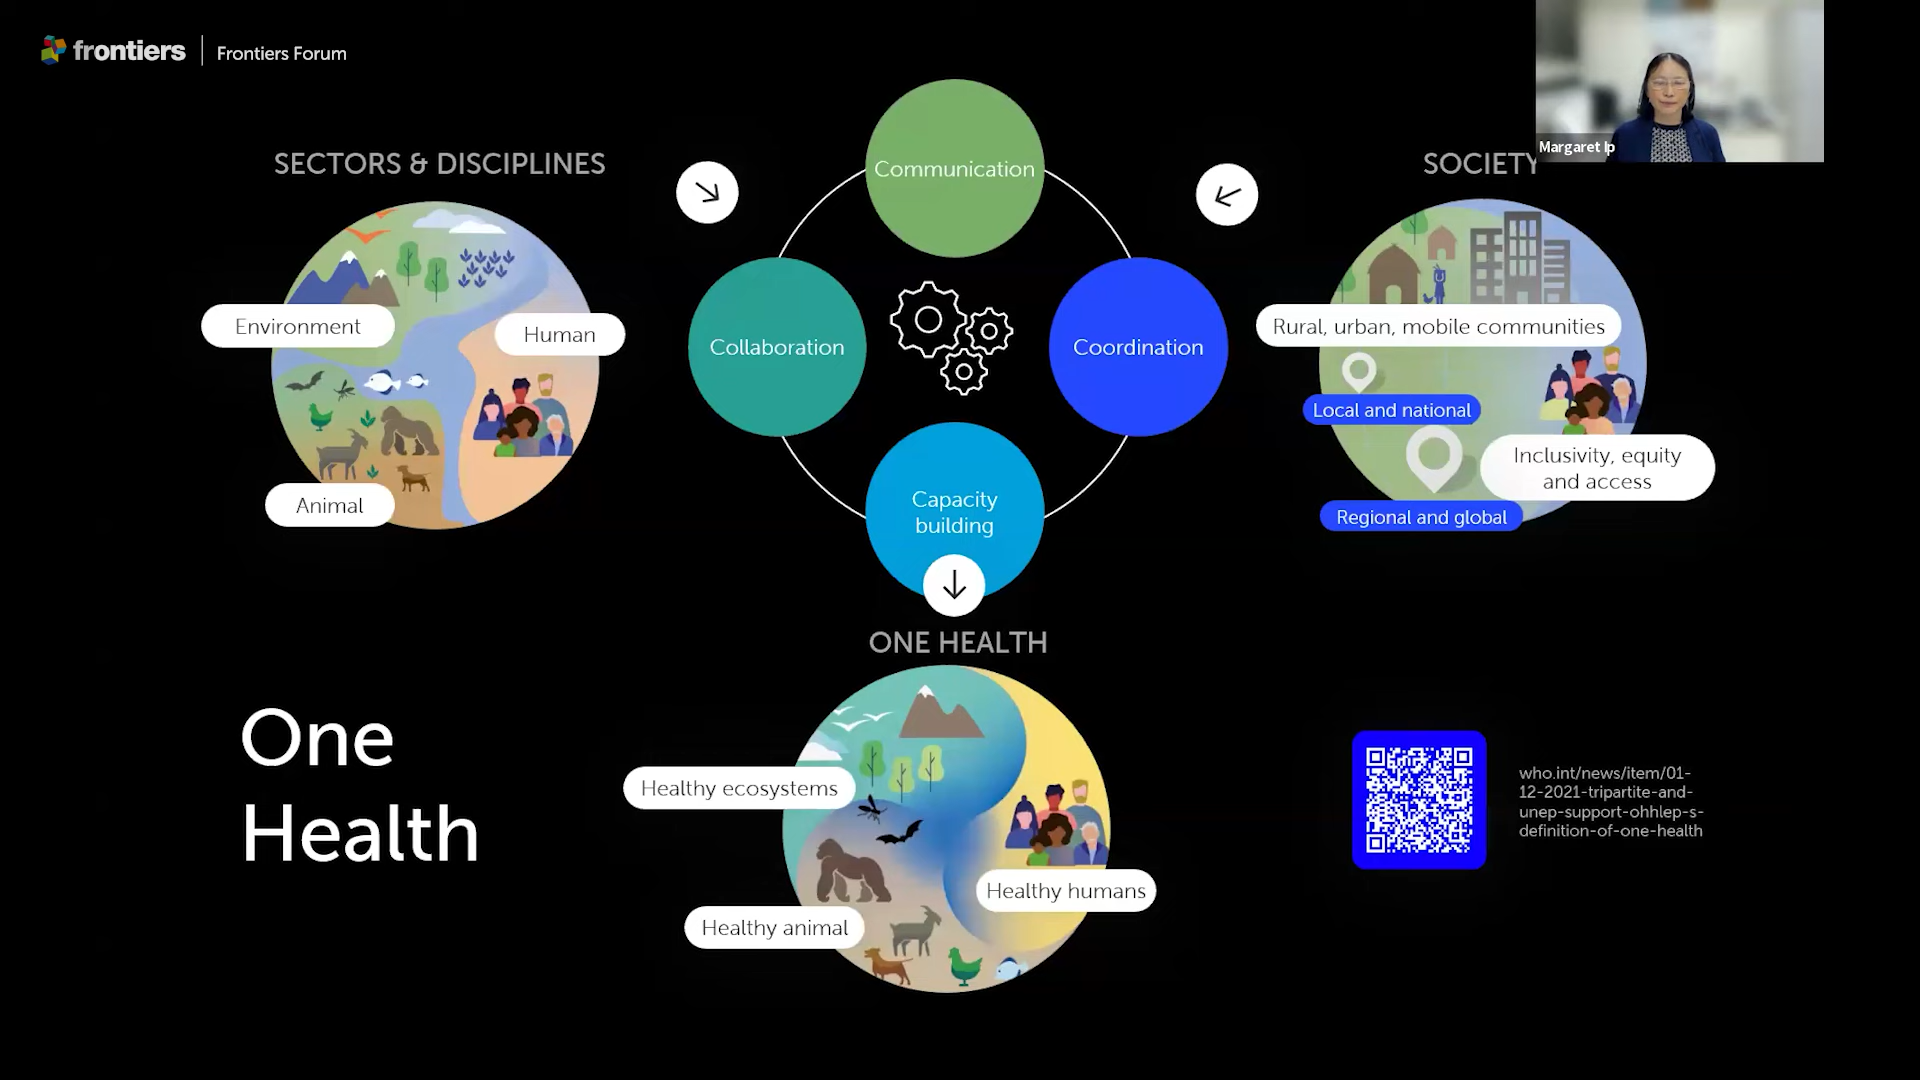 frontiers
Frontiers Forum
Margaret Ip
SECTORS & DISCIPLINES
Environment
Human
Animal
Communication
Collaboration
Coordination
Capacity
building
SOCIETY
Rural, urban, mobile communities
Local and national
Inclusivity, equity
and access
Regional and global
ONE HEALTH
Healthy ecosystems
Healthy animal
Healthy humans
One
Health
who.int/news/item/01-
12-2021-tripartite-and-
unep-support-ohhlep-s-
definition-of-one-health